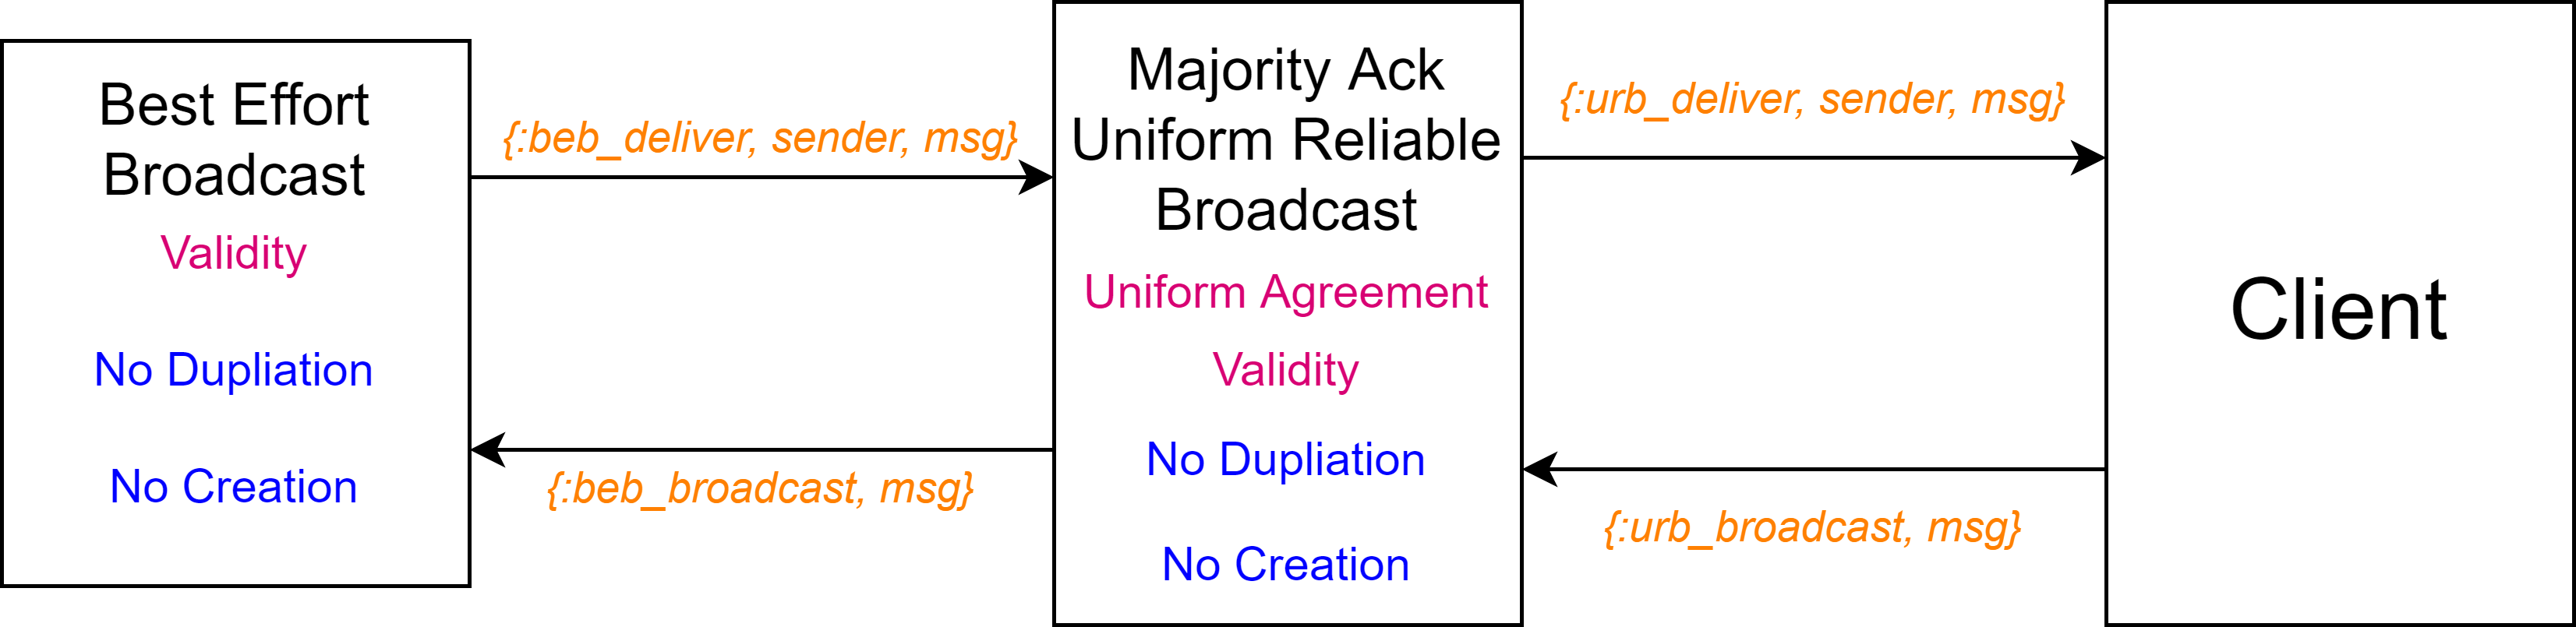 Best Effort
Broadcast
Validity
No Dupliation
No Creation
{:beb_deliver, sender, msg}
{:beb_broadcast, msg}
Majority Ack
Uniform Reliable
Broadcast
Uniform Agreement
Validity
No Dupliation
No Creation
{:urb_deliver, sender, msg}
{:urb_broadcast, msg}
Client